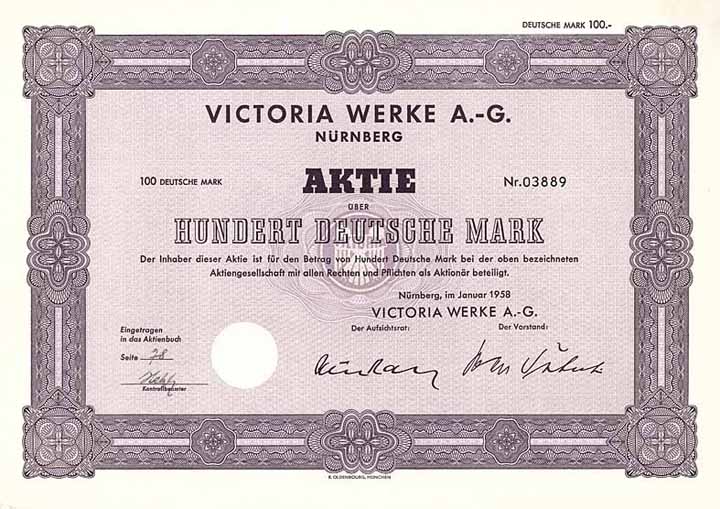 DEUTSCHE MARK 100.-
VICTORIA WERKE A.-G.
NÜRNBERG
100 DEUTSCHE MARK
AKTIE
Nr. 03889
ÜBER
HUNDERT DEUTSCHE MARK
Der Inhaber dieser Aktie ist für den Betrag von Hundert Deutsche Mark bei der oben bezeichneten
Aktiengesellschaft mit allen Rechten und Pflichten als Aktionär beteiligt.
Nürnberg, im Januar 1958
VICTORIA WERKE A.-G.
Der Aufsichtsrat:
Der Vorstand:
Eingetragen
in das Aktienbuch
Seite 28
Kontrollbeamter
R. OLDENBOURG, MÜNCHEN